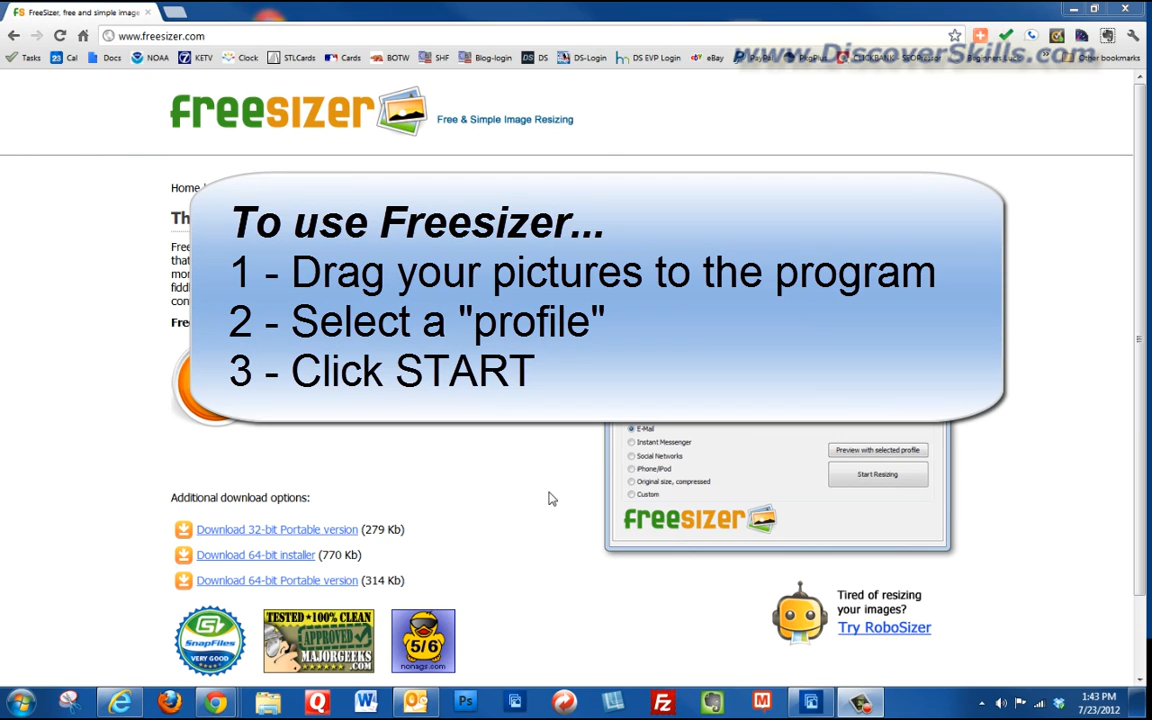 FreeSizer, free and simple image
www.freesizer.com
Tasks Cal Docs NOAA KETV Clock STLCards Cards BOTW SHF Blog-login DS DS-Login DS EVP Login eBay Other bookmarks
www.DiscoverSkills.com
freesizer Free & Simple Image Resizing
Home
To use Freesizer...
1 - Drag your pictures to the program
2 - Select a "profile"
3 - Click START
E-Mail
Instant Messenger
Preview with selected profile
Social Networks
iPhone/iPod
Start Resizing
Original size, compressed
Custom
freesizer
Additional download options:
Download 32-bit Portable version (279 Kb)
Download 64-bit installer (770 Kb)
Download 64-bit Portable version (314 Kb)
SnapFiles
VERY GOOD
TESTED*100% CLEAN
APPROVED
MAJORGEEKS
.COM
5/6
nonags.com
Tired of resizing
your images?
Try RoboSizer
1:43 PM
7/23/2012